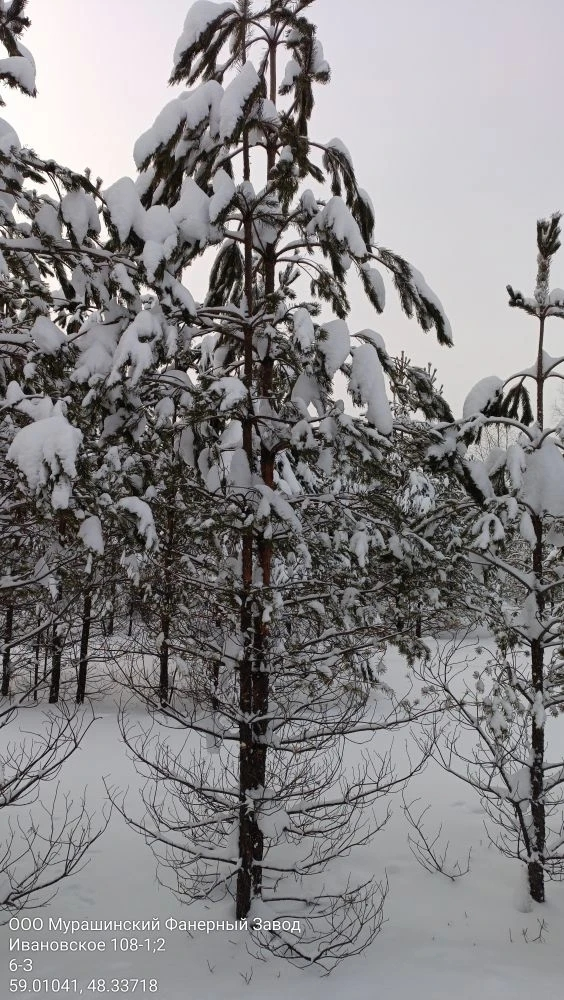 ООО Мурашинский Фанерный Завод
Ивановское 108-1;2
6-3
59.01041, 48.33718